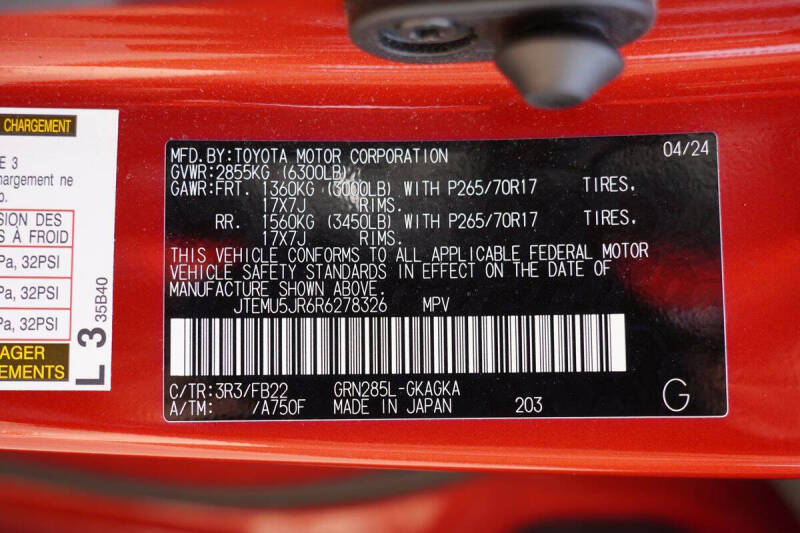 CHARGEMENT
E 3
hargement ne
o.
SION DES
S À FROID
Pa, 32PSI
Pa, 32PSI
Pa, 32PSI
AGER
EMENTS
L 3
35B40
MFD.BY:TOYOTA MOTOR CORPORATION 04/24
GVWR:2855KG (6300LB)
GAWR:FRT. 1360KG (3000LB) WITH P265/70R17 TIRES.
17X7J RIMS.
RR. 1560KG (3450LB) WITH P265/70R17 TIRES.
17X7J RIMS.
THIS VEHICLE CONFORMS TO ALL APPLICABLE FEDERAL MOTOR
VEHICLE SAFETY STANDARDS IN EFFECT ON THE DATE OF
MANUFACTURE SHOWN ABOVE.
JTEMU5JR6R6278326 MPV
C/TR:3R3/FB22 GRN285L-GKAGKA
A/TM: /A750F MADE IN JAPAN 203 G